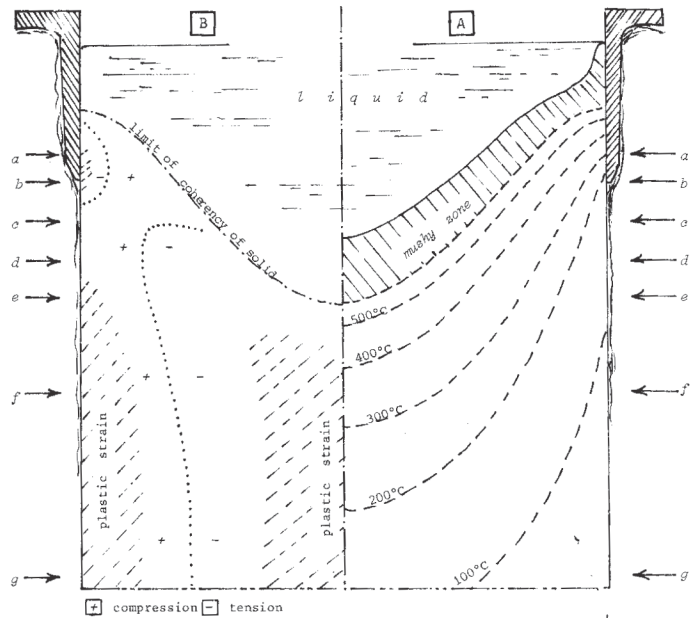 B
A
l i q u i d
limit of coherency of solid
mushy zone
a
b
c
d
e
f
g
a
b
c
d
e
f
g
+
-
+
-
+
-
+
-
500°c
400°c
300°c
200°c
100°c
plastic strain
plastic strain
+ compression - tension